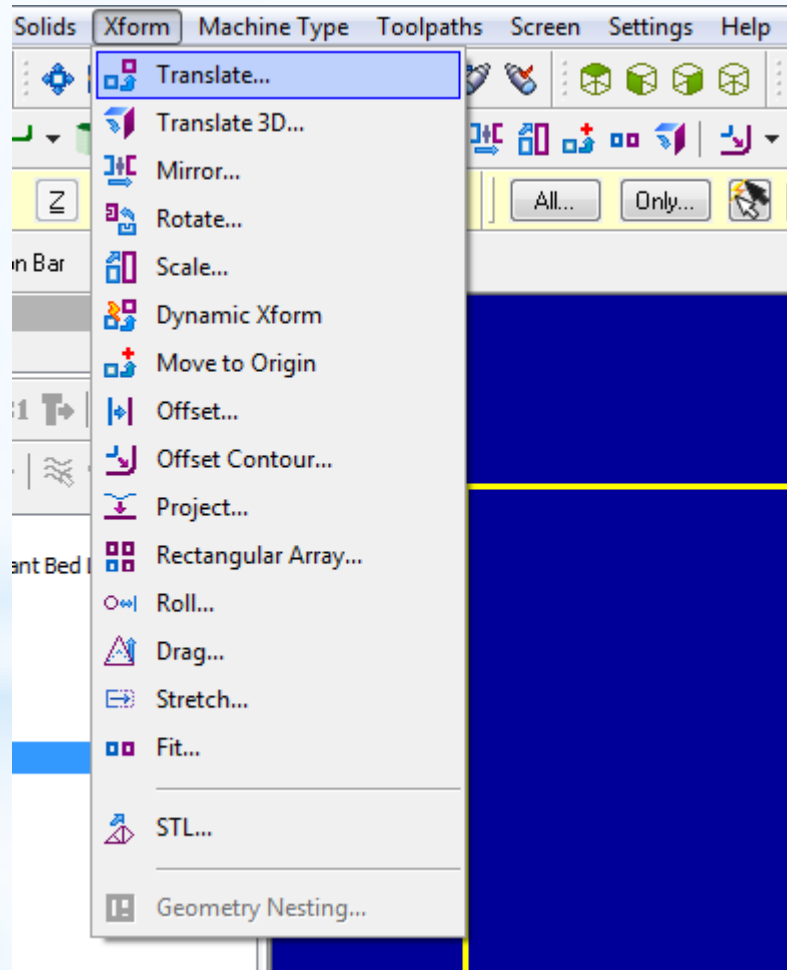 Solids Xform Machine Type Toolpaths Screen Settings Help
Translate...
Translate 3D...
Mirror...
Z All... Only...
Rotate...
n Bar
Scale...
Dynamic Xform
Move to Origin
Offset...
Offset Contour...
Project...
Rectangular Array...
ant Bed
Roll...
Drag...
Stretch...
Fit...
STL...
Geometry Nesting...